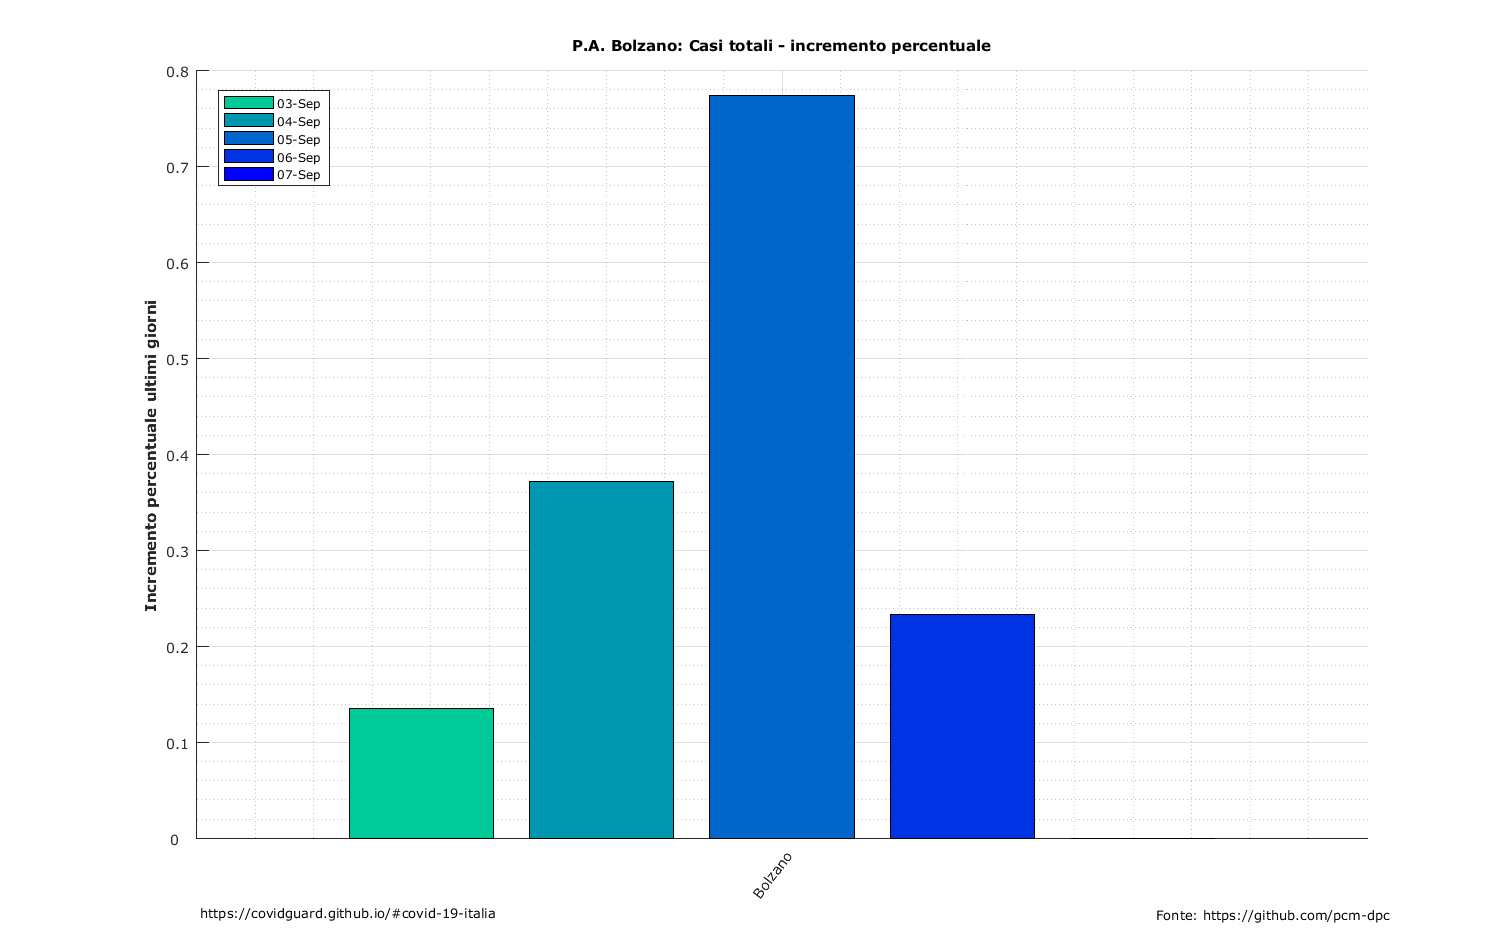 P.A. Bolzano: Casi totali - incremento percentuale
03-Sep
04-Sep
05-Sep
06-Sep
07-Sep
Incremento percentuale ultimi giorni
0.8
0.7
0.6
0.5
0.4
0.3
0.2
0.1
0
Bolzano
https://covidguard.github.io/#covid-19-italia
Fonte: https://github.com/pcm-dpc